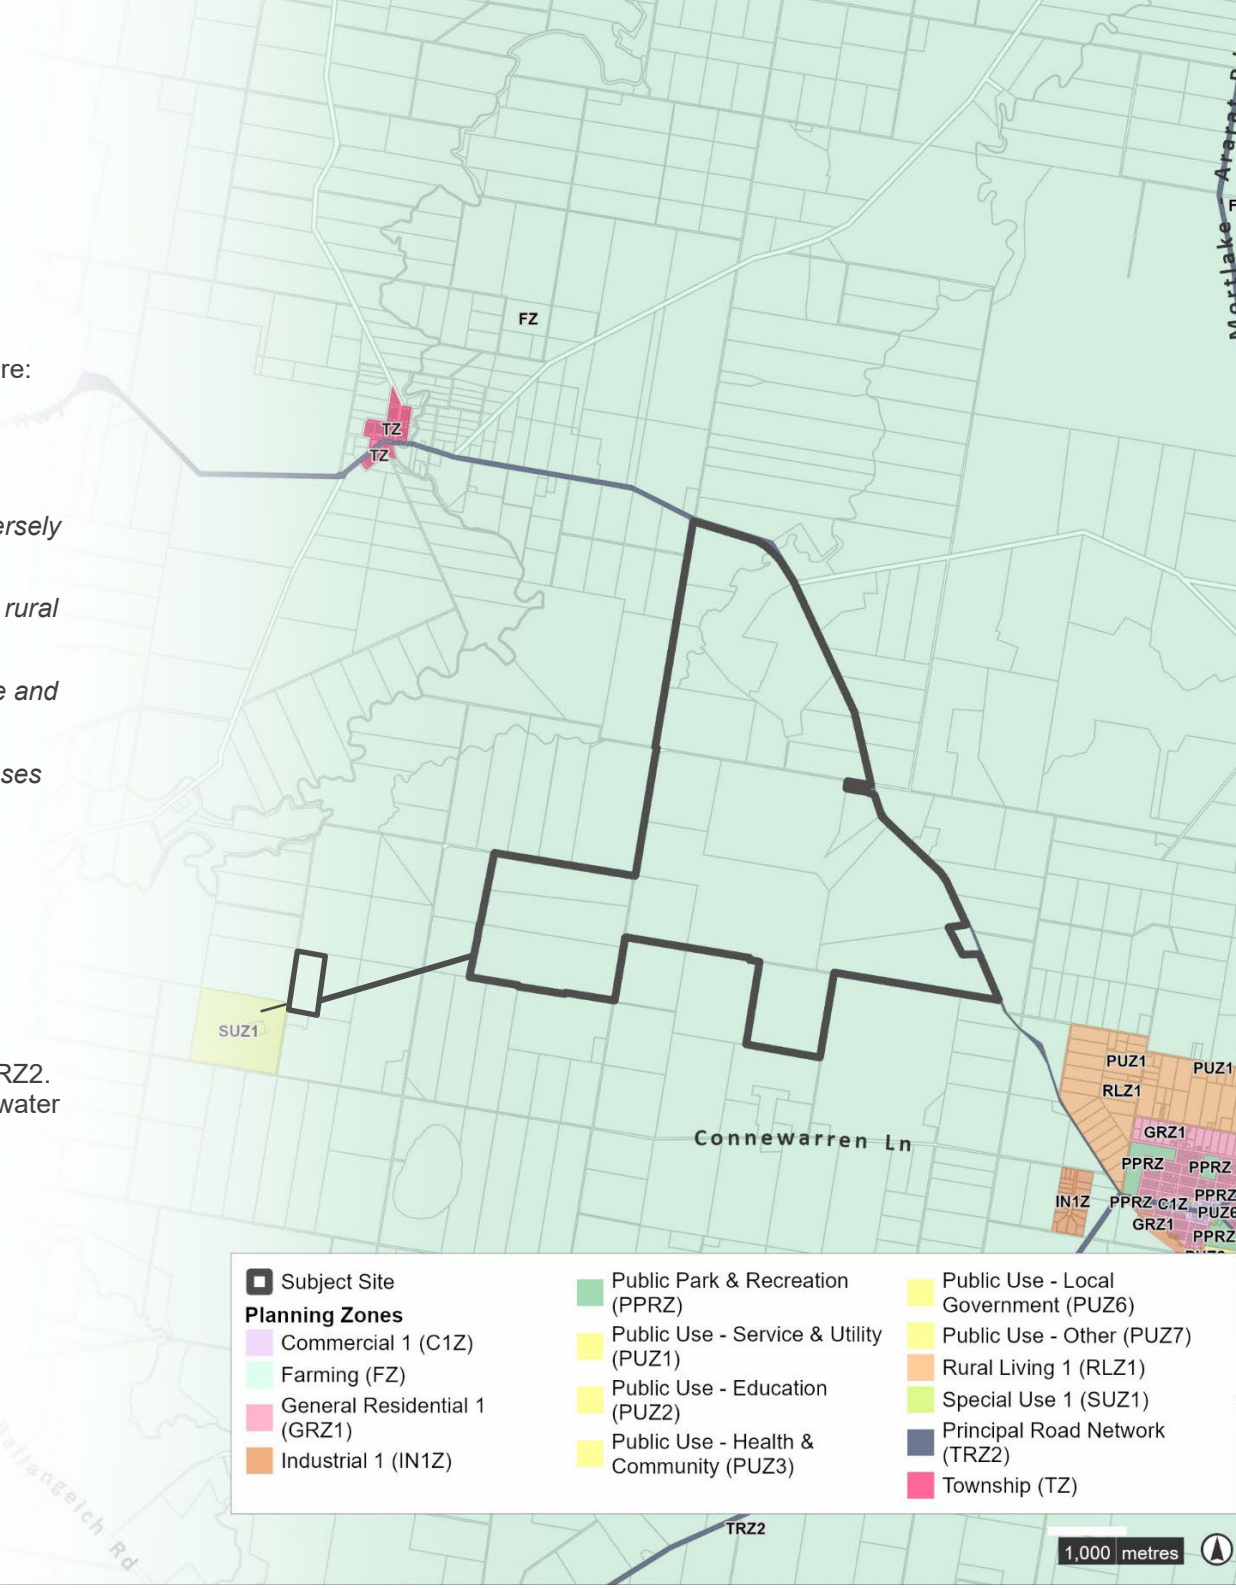 Mortlake - Ararat
F
FZ
re:
TZ
TZ
ersely
rural
e and
ses
SUZ1
RZ2.
water
PUZ1
PUZ1
RLZ1
GRZ1
Connewarren Ln
PPRZ
PPRZ
IN1Z
PPRZ
C1Z
PPRZ
PUZ6
GRZ1
PPRZ
Subject Site
Planning Zones
Commercial 1 (C1Z)
Farming (FZ)
General Residential 1
(GRZ1)
Industrial 1 (IN1Z)
Public Park & Recreation
(PPRZ)
Public Use - Service & Utility
(PUZ1)
Public Use - Education
(PUZ2)
Public Use - Health &
Community (PUZ3)
Public Use - Local
Government (PUZ6)
Public Use - Other (PUZ7)
Rural Living 1 (RLZ1)
Special Use 1 (SUZ1)
Principal Road Network
(TRZ2)
Township (TZ)
Ballangeich Rd
TRZ2
1,000 metres